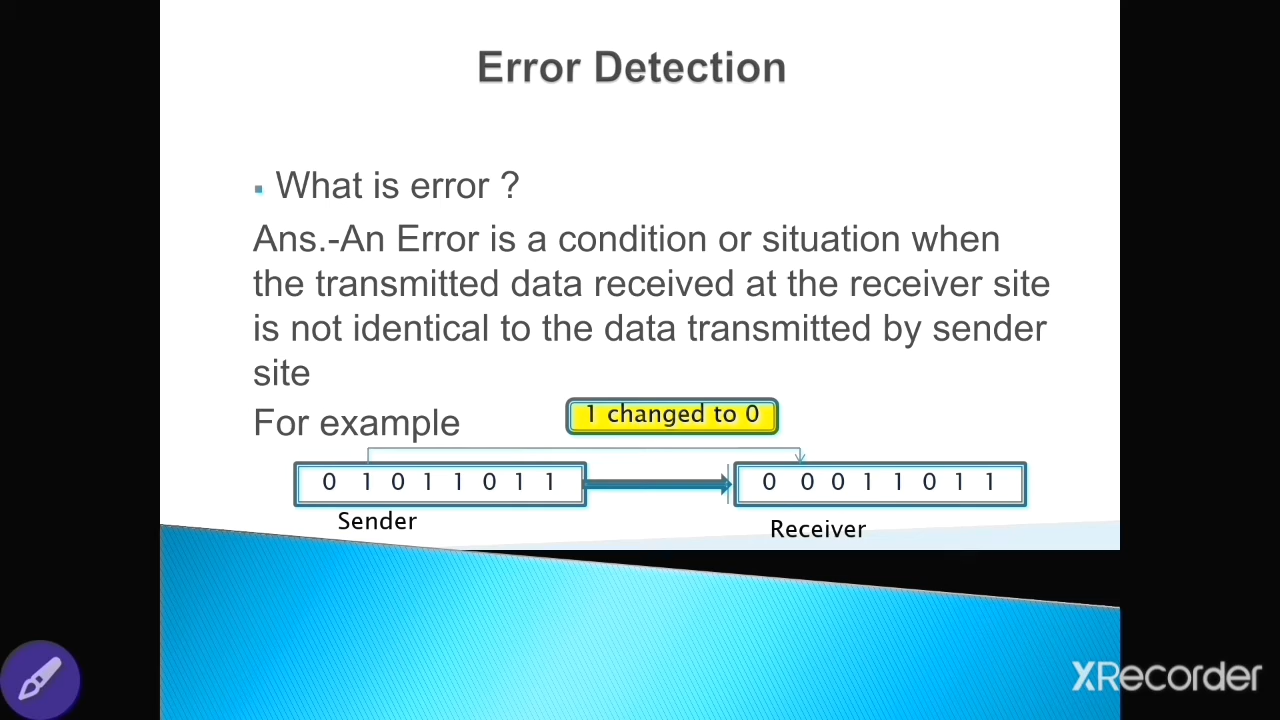 Error Detection
▪ What is error ?
Ans.-An Error is a condition or situation when
the transmitted data received at the receiver site
is not identical to the data transmitted by sender
site
For example
1 changed to 0
0 1 0 1 1 0 1 1
0 0 0 1 1 0 1 1
Sender
Receiver
XRecorder